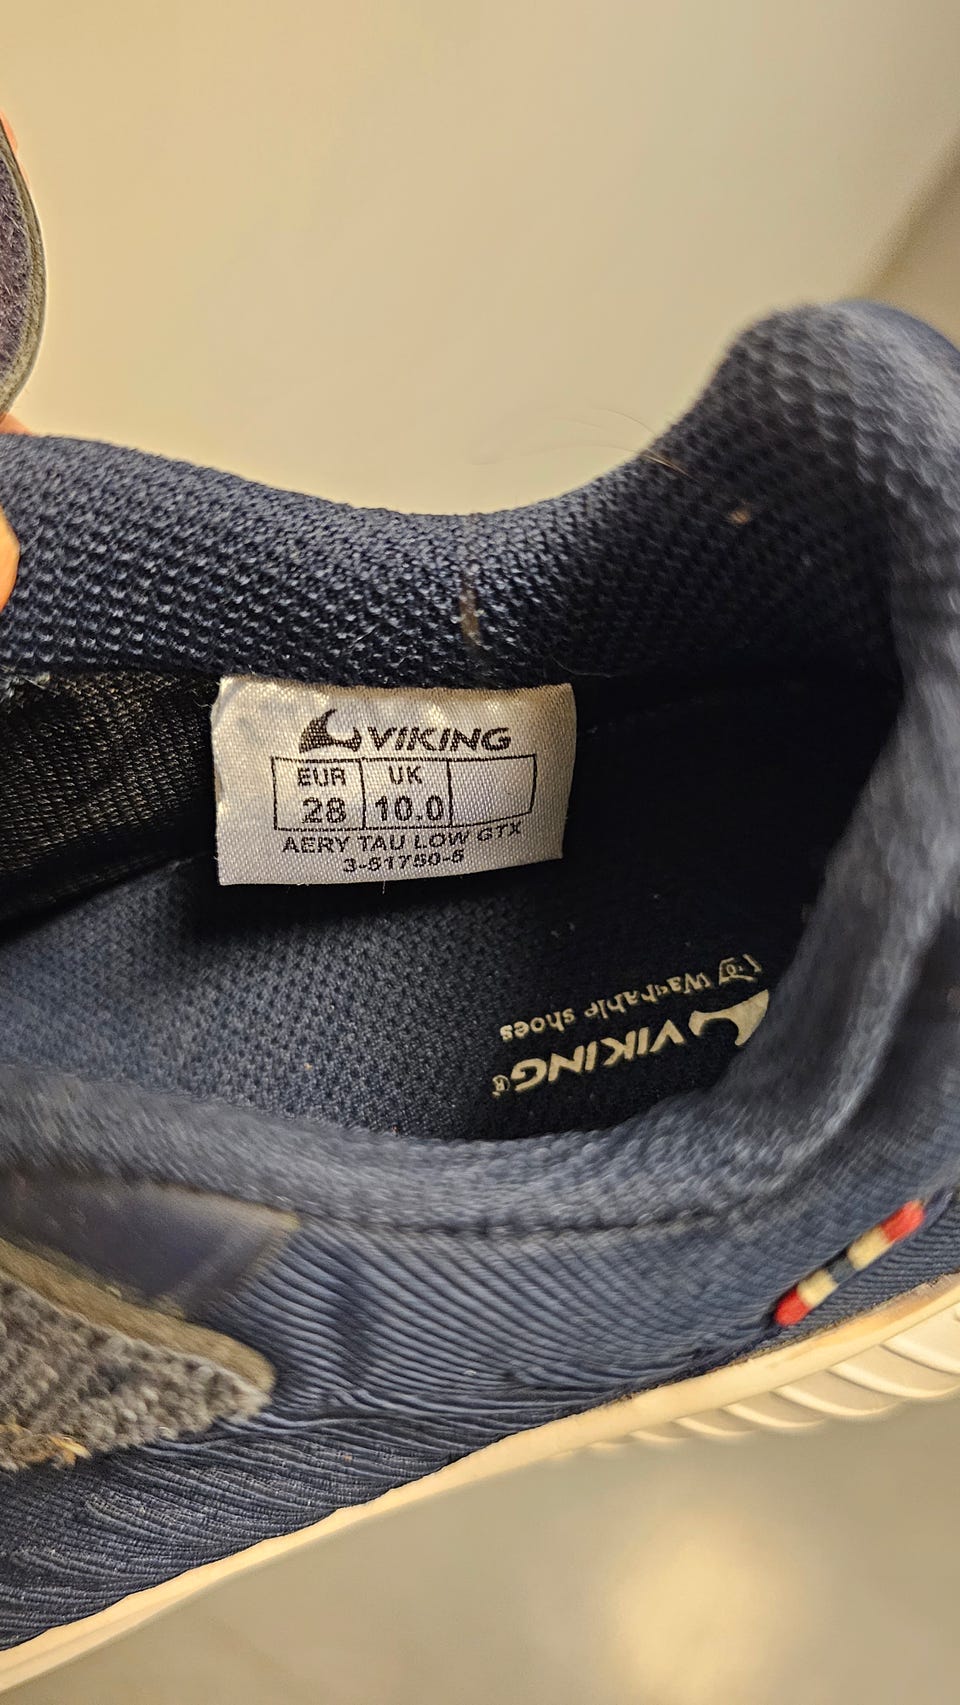 VIKING
EUR UK
28 10.0
AERY TAU LOW GTX
3-51750-5
VIKING®
Washable shoes